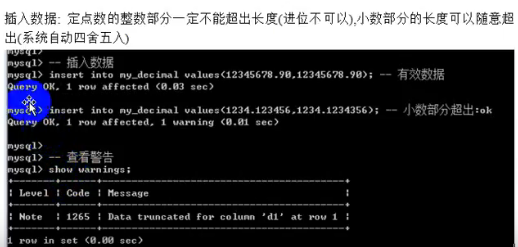 插入数据: 定点数的整数部分一定不能超出长度(进位不可以),小数部分的长度可以随意超
出(系统自动四舍五入)
mysql>
mysql> -- 插入数据
mysql> insert into my_decimal values(12345678.90,12345678.90); -- 有效数据
Query OK, 1 row affected (0.03 sec)
mysql> insert into my_decimal values(1234.123456,1234.1234356); -- 小数部分超出:ok
Query OK, 1 row affected, 1 warning (0.01 sec)
mysql>
mysql> -- 查看警告
mysql> show warnings;
+-------+------+------------------------------------------+
| Level | Code | Message |
+-------+------+------------------------------------------+
| Note | 1265 | Data truncated for column 'd1' at row 1 |
+-------+------+------------------------------------------+
1 row in set (0.00 sec)